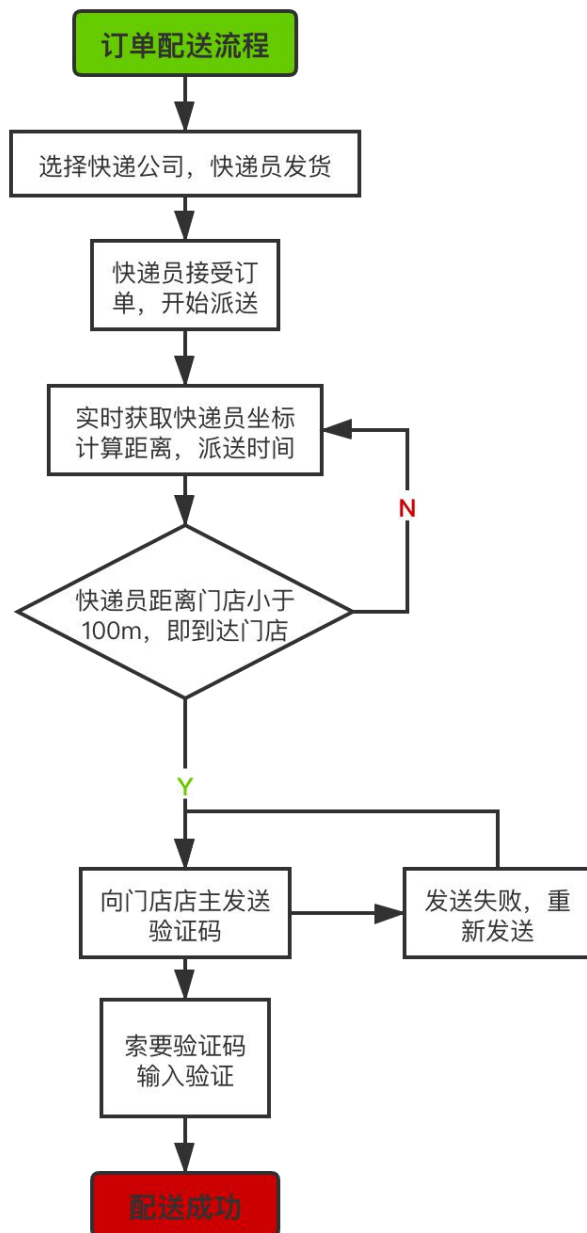 订单配送流程
选择快递公司，快递员发货
快递员接受订
单，开始派送
实时获取快递员坐标
计算距离，派送时间
N
快递员距离门店小于
100m，即到达门店
Y
向门店店主发送
验证码
发送失败，重
新发送
索要验证码
输入验证
配送成功